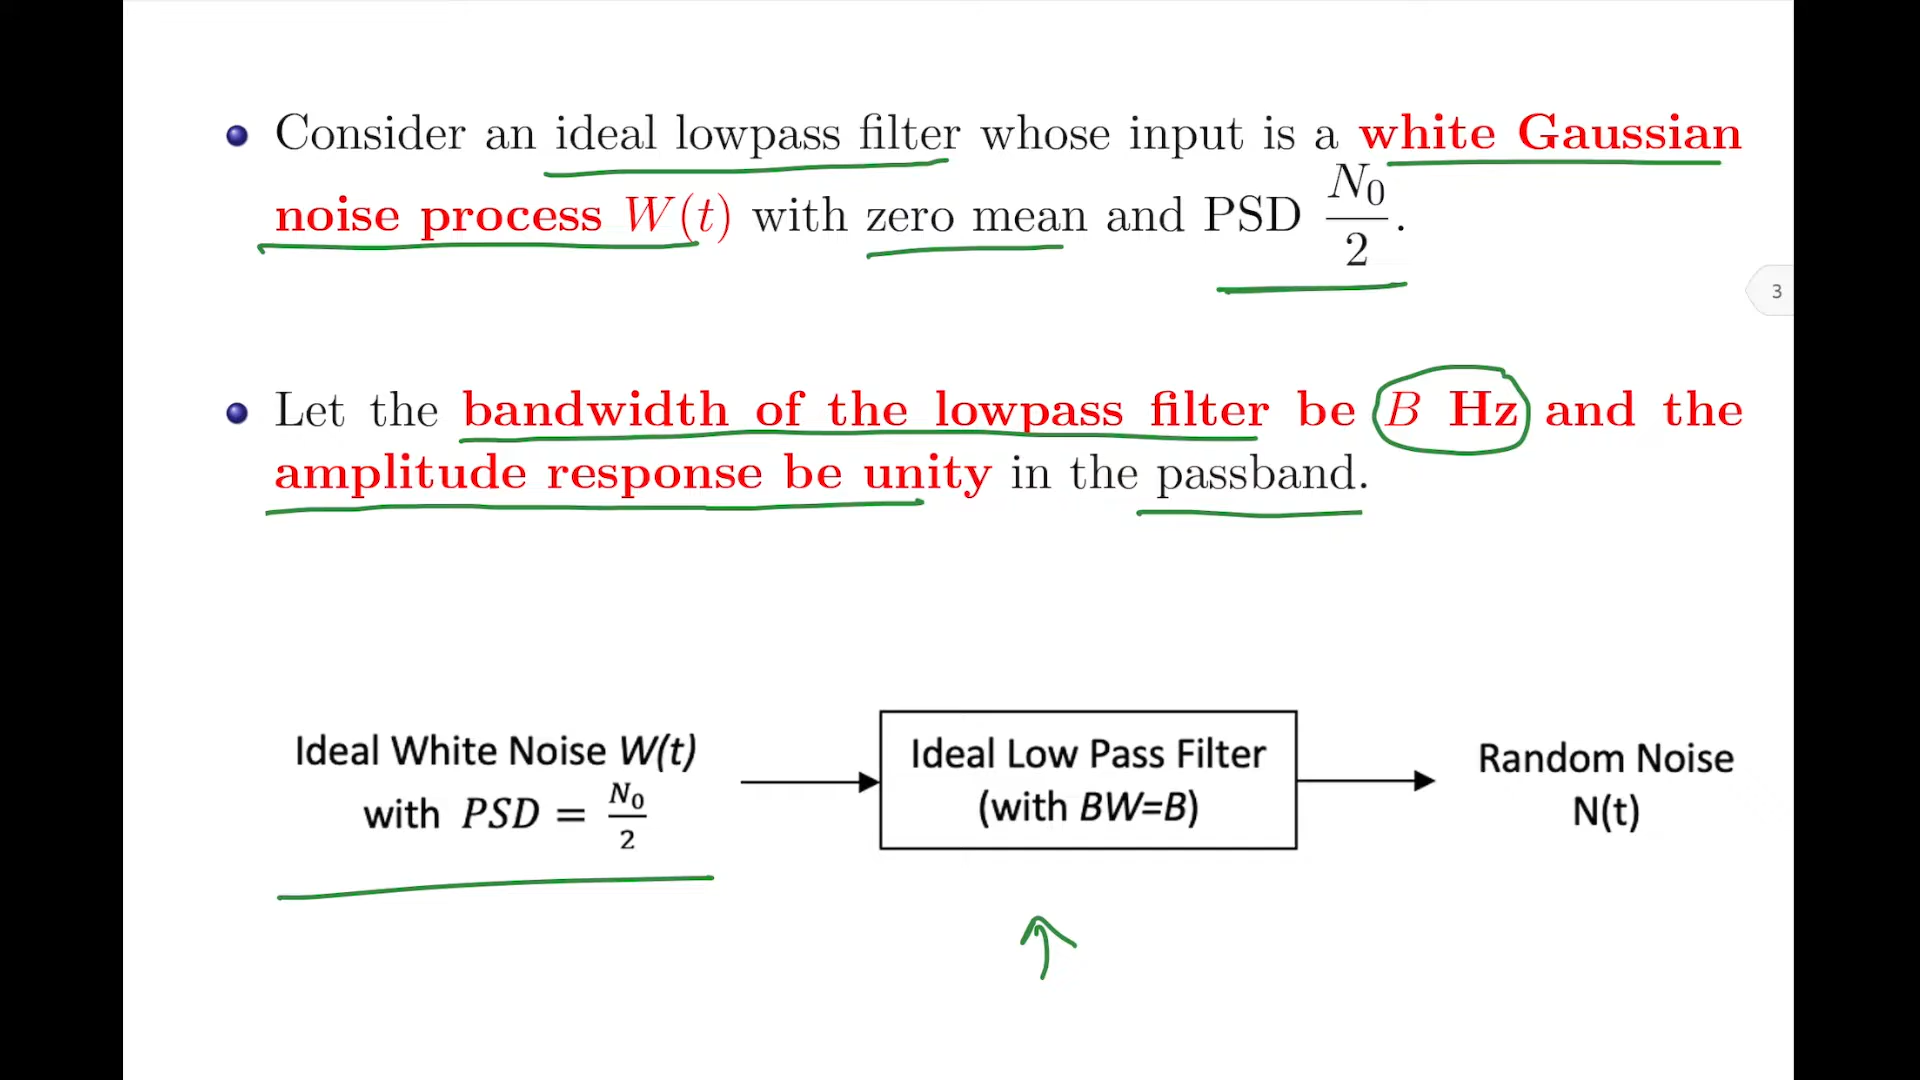 Consider an ideal lowpass filter whose input is a white Gaussian
noise process W(t) with zero mean and PSD N₀/2.
3
Let the bandwidth of the lowpass filter be B Hz and the
amplitude response be unity in the passband.
Ideal White Noise W(t)
with PSD = N₀/2
Ideal Low Pass Filter
(with BW=B)
Random Noise
N(t)